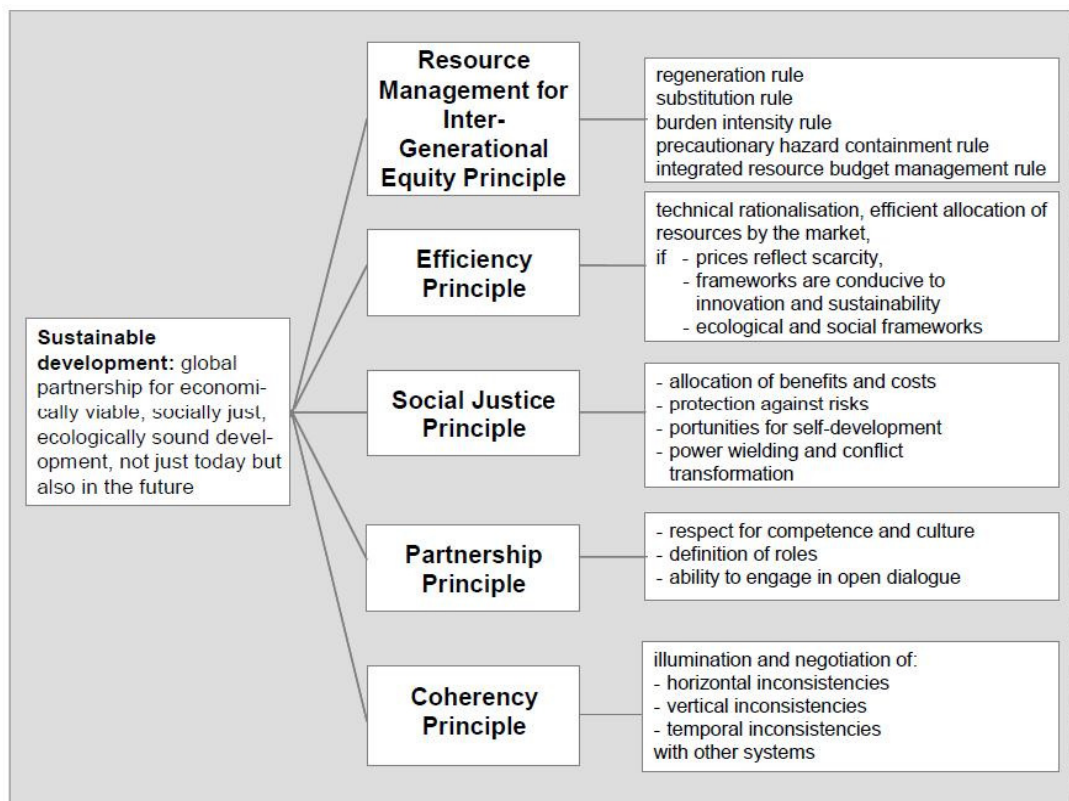 Sustainable
development: global
partnership for economi-
cally viable, socially just,
ecologically sound devel-
opment, not just today but
also in the future
Resource
Management for
Inter-
Generational
Equity Principle
regeneration rule
substitution rule
burden intensity rule
precautionary hazard containment rule
integrated resource budget management rule
Efficiency
Principle
technical rationalisation, efficient allocation of
resources by the market,
if - prices reflect scarcity,
- frameworks are conducive to
innovation and sustainability
- ecological and social frameworks
Social Justice
Principle
- allocation of benefits and costs
- protection against risks
- portunities for self-development
- power wielding and conflict
transformation
Partnership
Principle
- respect for competence and culture
- definition of roles
- ability to engage in open dialogue
Coherency
Principle
illumination and negotiation of:
- horizontal inconsistencies
- vertical inconsistencies
- temporal inconsistencies
with other systems